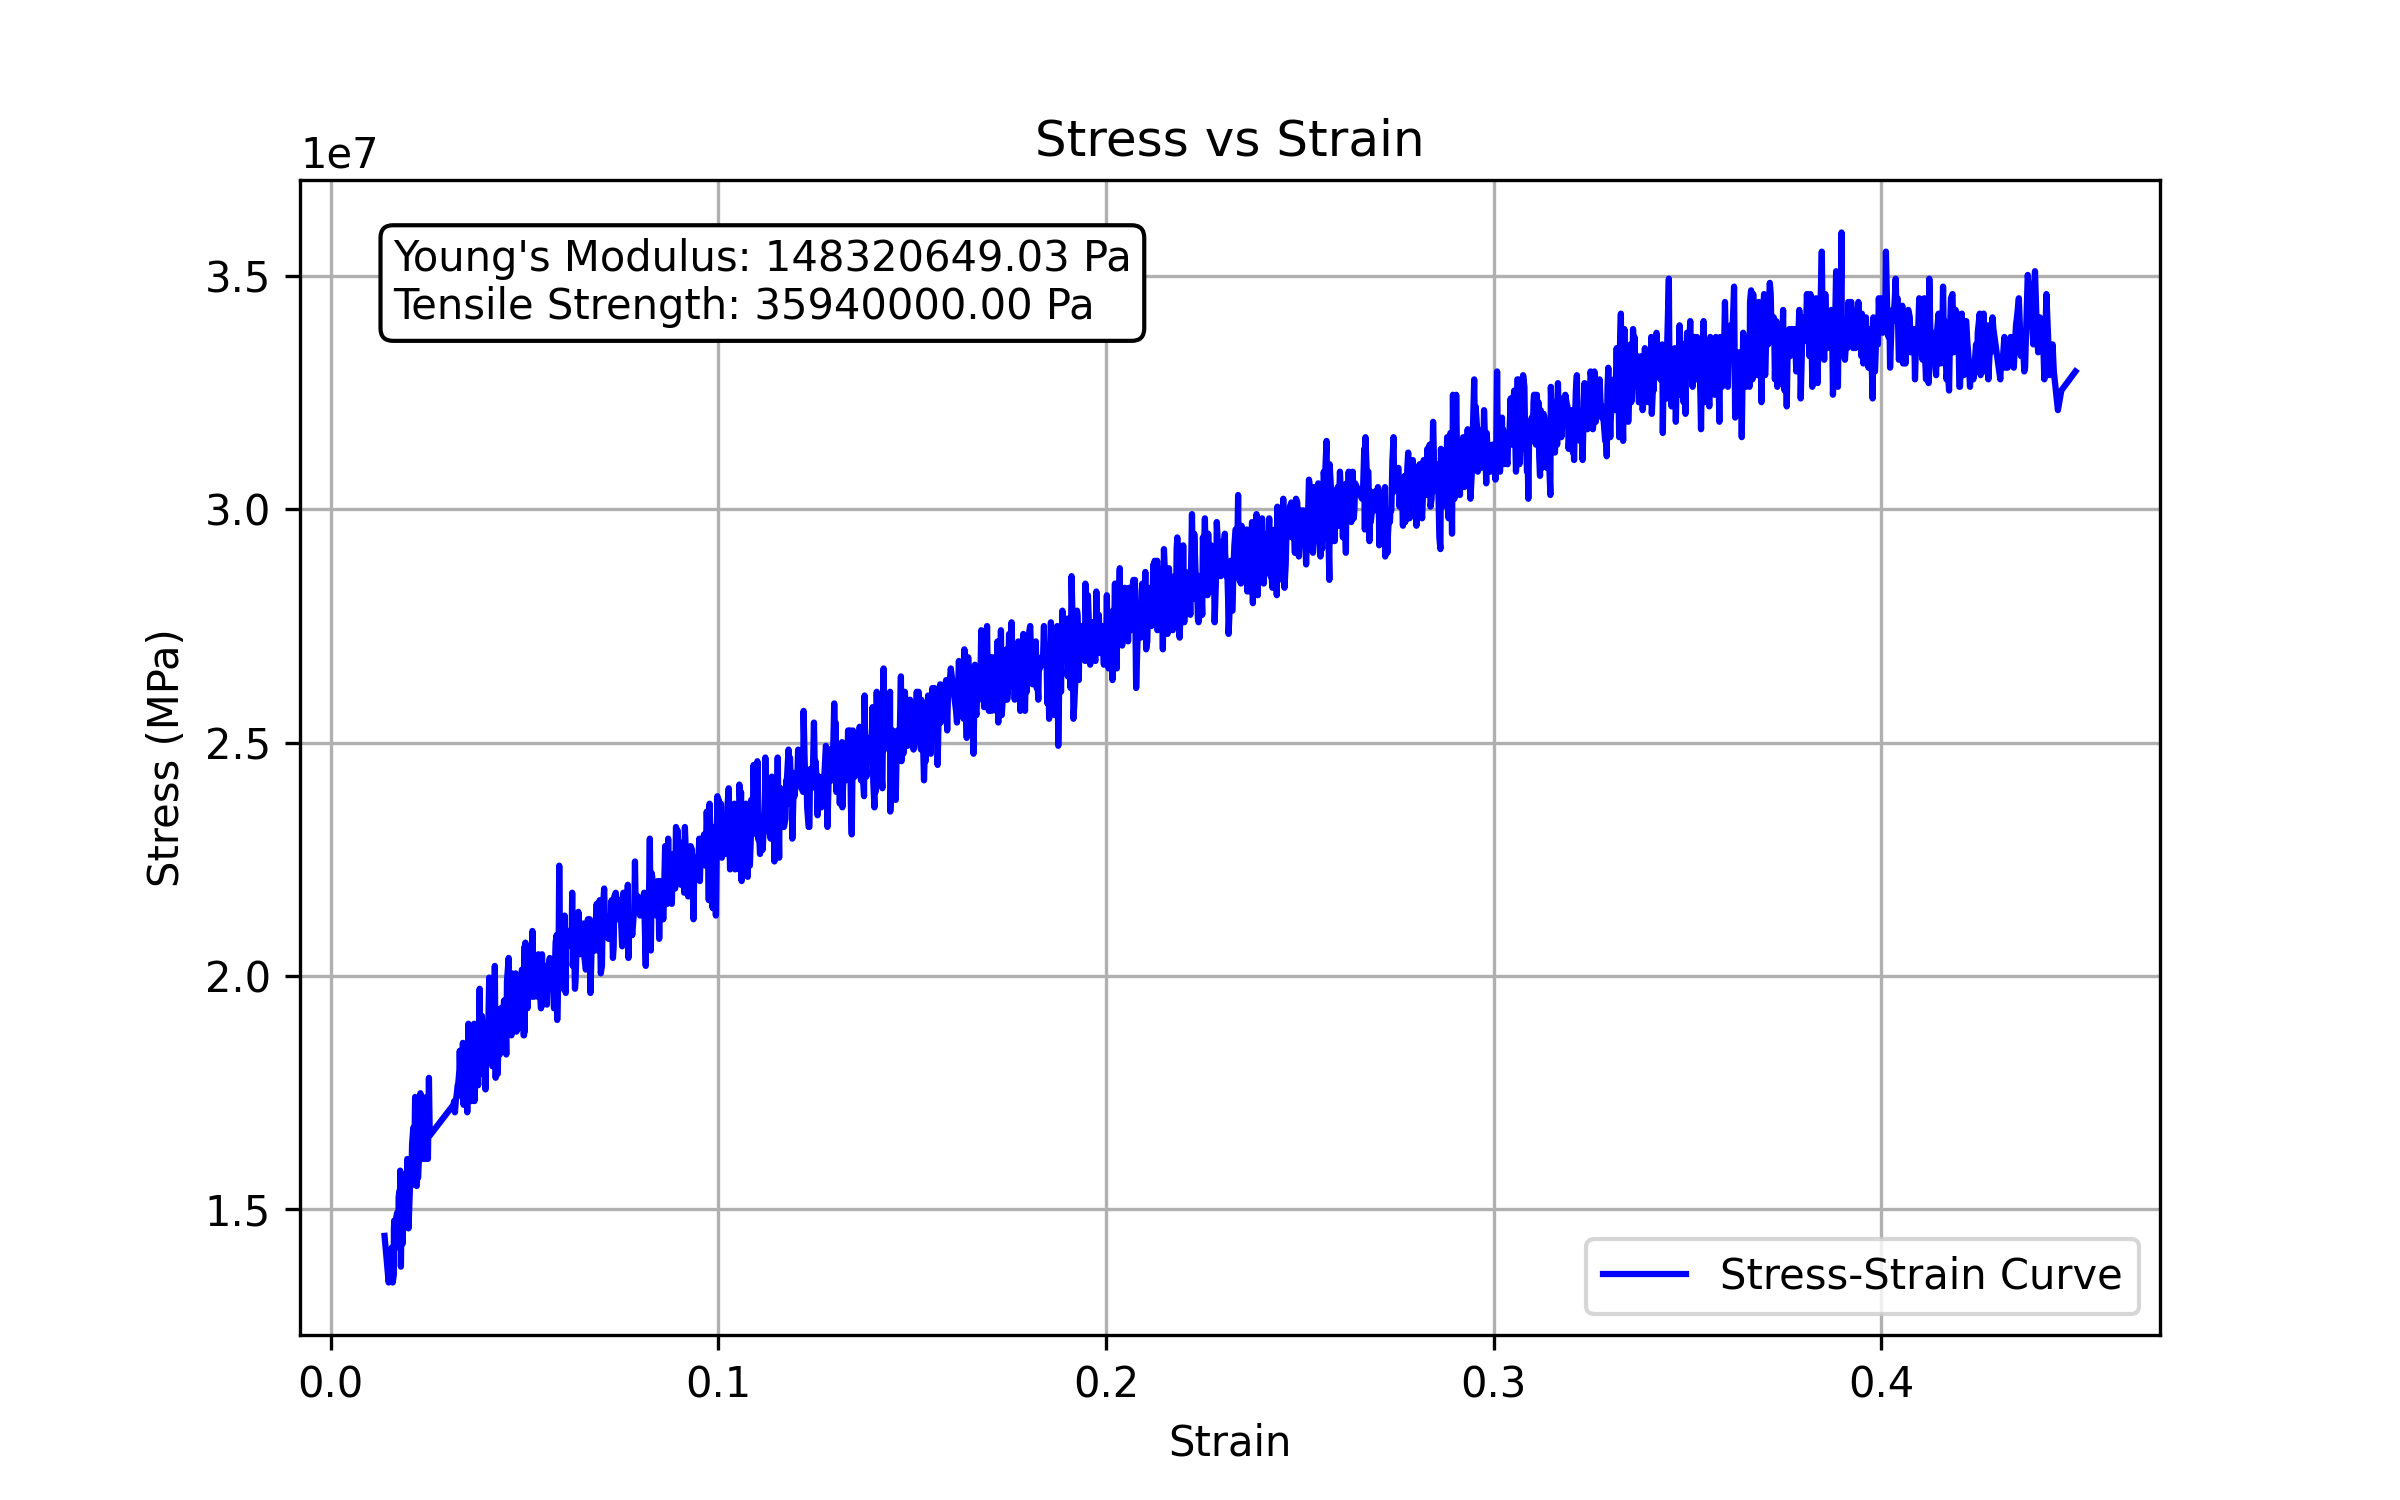 Stress vs Strain
1e7
Young's Modulus: 148320649.03 Pa
Tensile Strength: 35940000.00 Pa
3.5
3.0
2.5
2.0
1.5
Stress (MPa)
Stress-Strain Curve
0.0 0.1 0.2 0.3 0.4
Strain